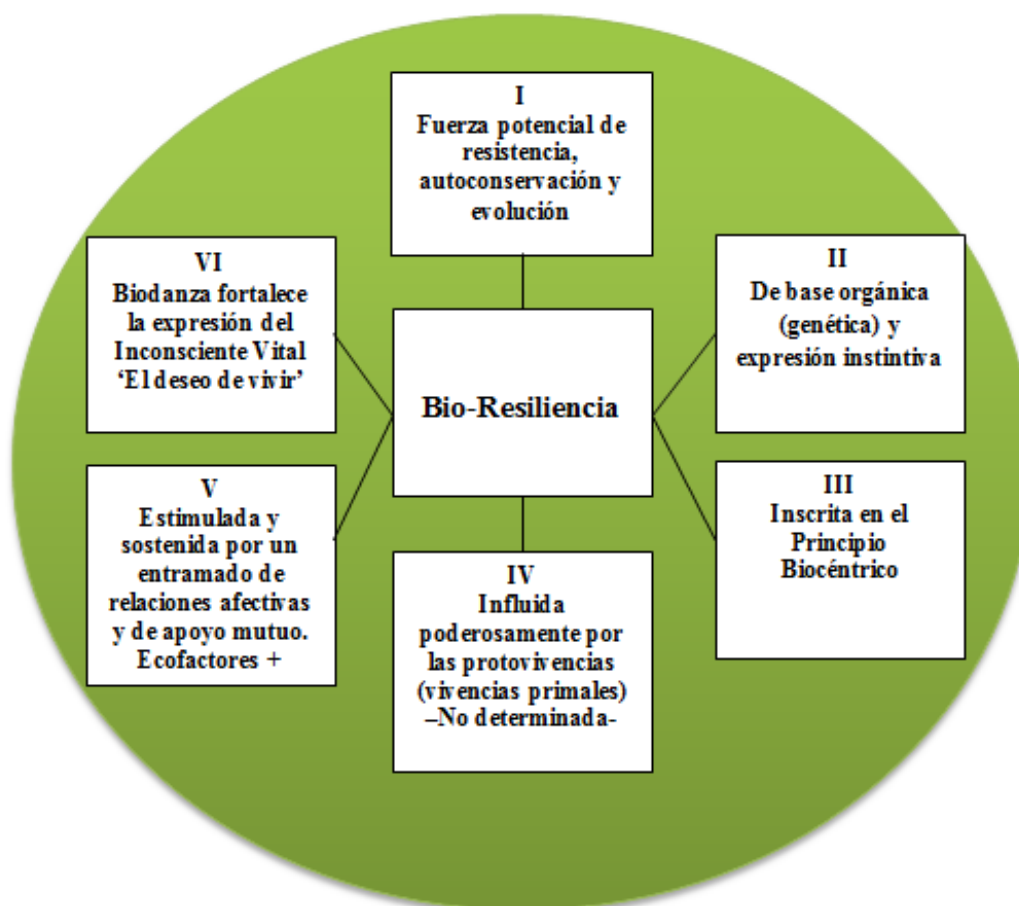 I
Fuerza potencial de
resistencia,
autoconservación y
evolución
II
De base orgánica
(genética) y
expresión instintiva
III
Inscrita en el
Principio
Biocéntrico
IV
Influida
poderosamente por
las protovivencias
(vivencias primales)
–No determinada-
V
Estimulada y
sostenida por un
entramado de
relaciones afectivas
y de apoyo mutuo.
Ecofactores +
VI
Biodanza fortalece
la expresión del
Inconsciente Vital
‘El deseo de vivir’
Bio-Resiliencia